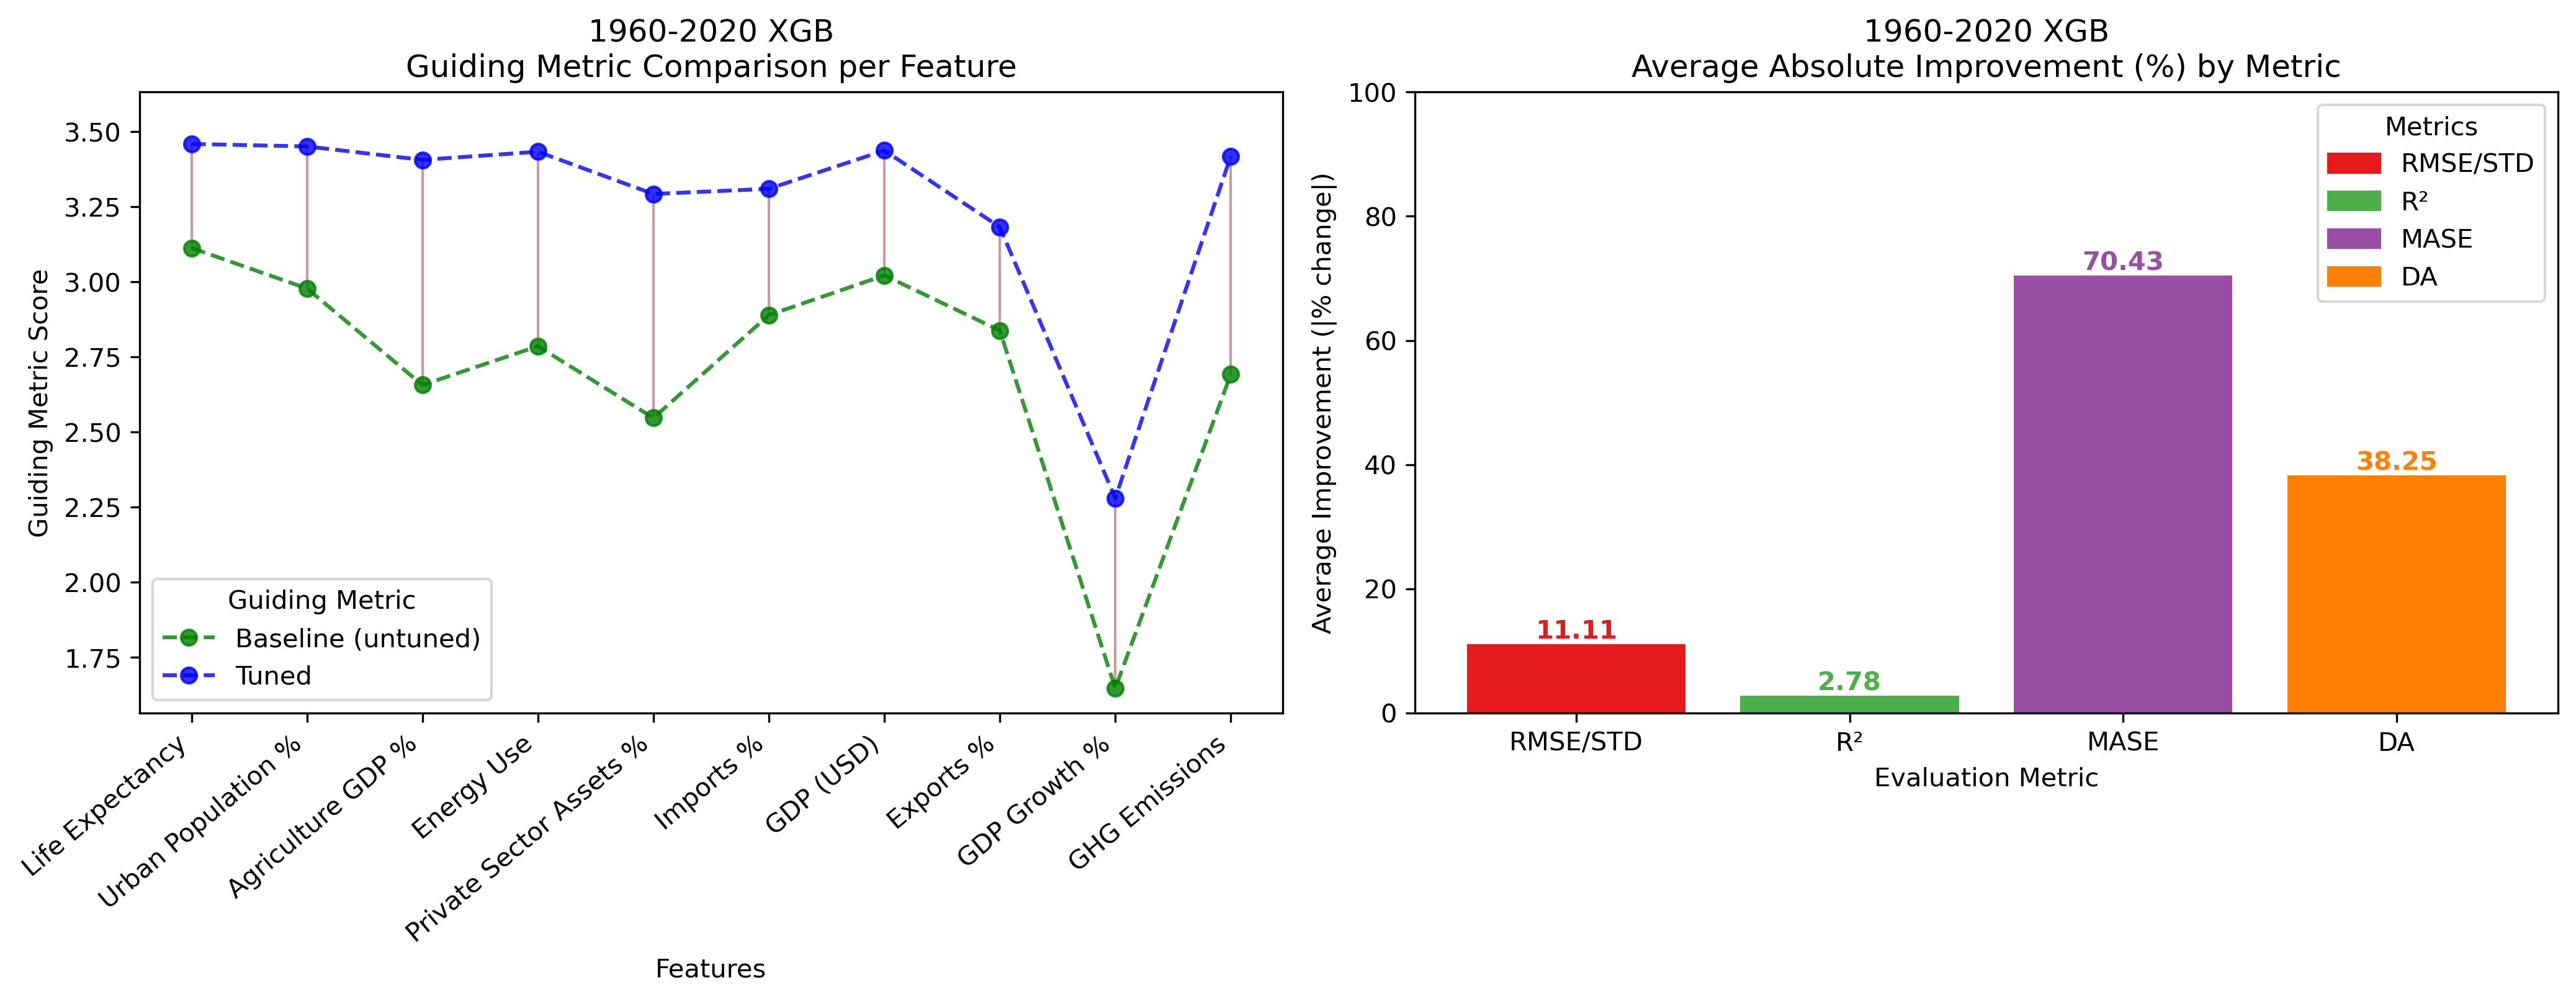 1960-2020 XGB
Guiding Metric Comparison per Feature
Guiding Metric Score
3.50
3.25
3.00
2.75
2.50
2.25
2.00
1.75
Guiding Metric
Baseline (untuned)
Tuned
Life Expectancy
Urban Population %
Agriculture GDP %
Energy Use
Private Sector Assets %
Imports %
GDP (USD)
Exports %
GDP Growth %
GHG Emissions
Features
1960-2020 XGB
Average Absolute Improvement (%) by Metric
Average Improvement (|% change|)
100
80
60
40
20
0
Metrics
RMSE/STD
R²
MASE
DA
11.11
2.78
70.43
38.25
RMSE/STD
R²
MASE
DA
Evaluation Metric